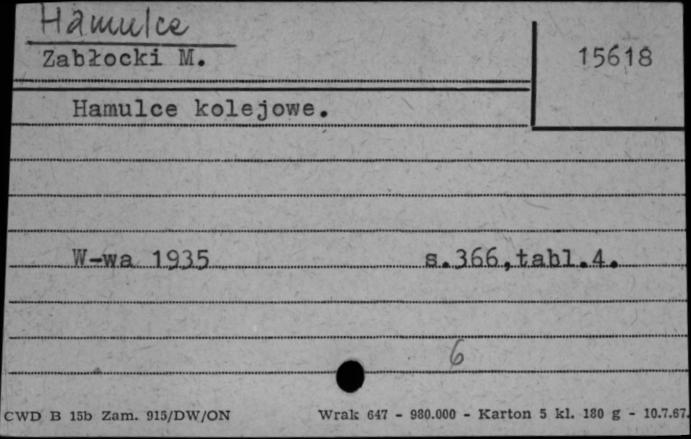 Hamulce
Zabłocki M.
15618
Hamulce kolejowe.
W-wa 1935 s.366,tabl.4.
6
CWD B 15b Zam. 915/DW/ON Wrak 647 - 980.000 - Karton 5 kl. 180 g - 10.7.67.